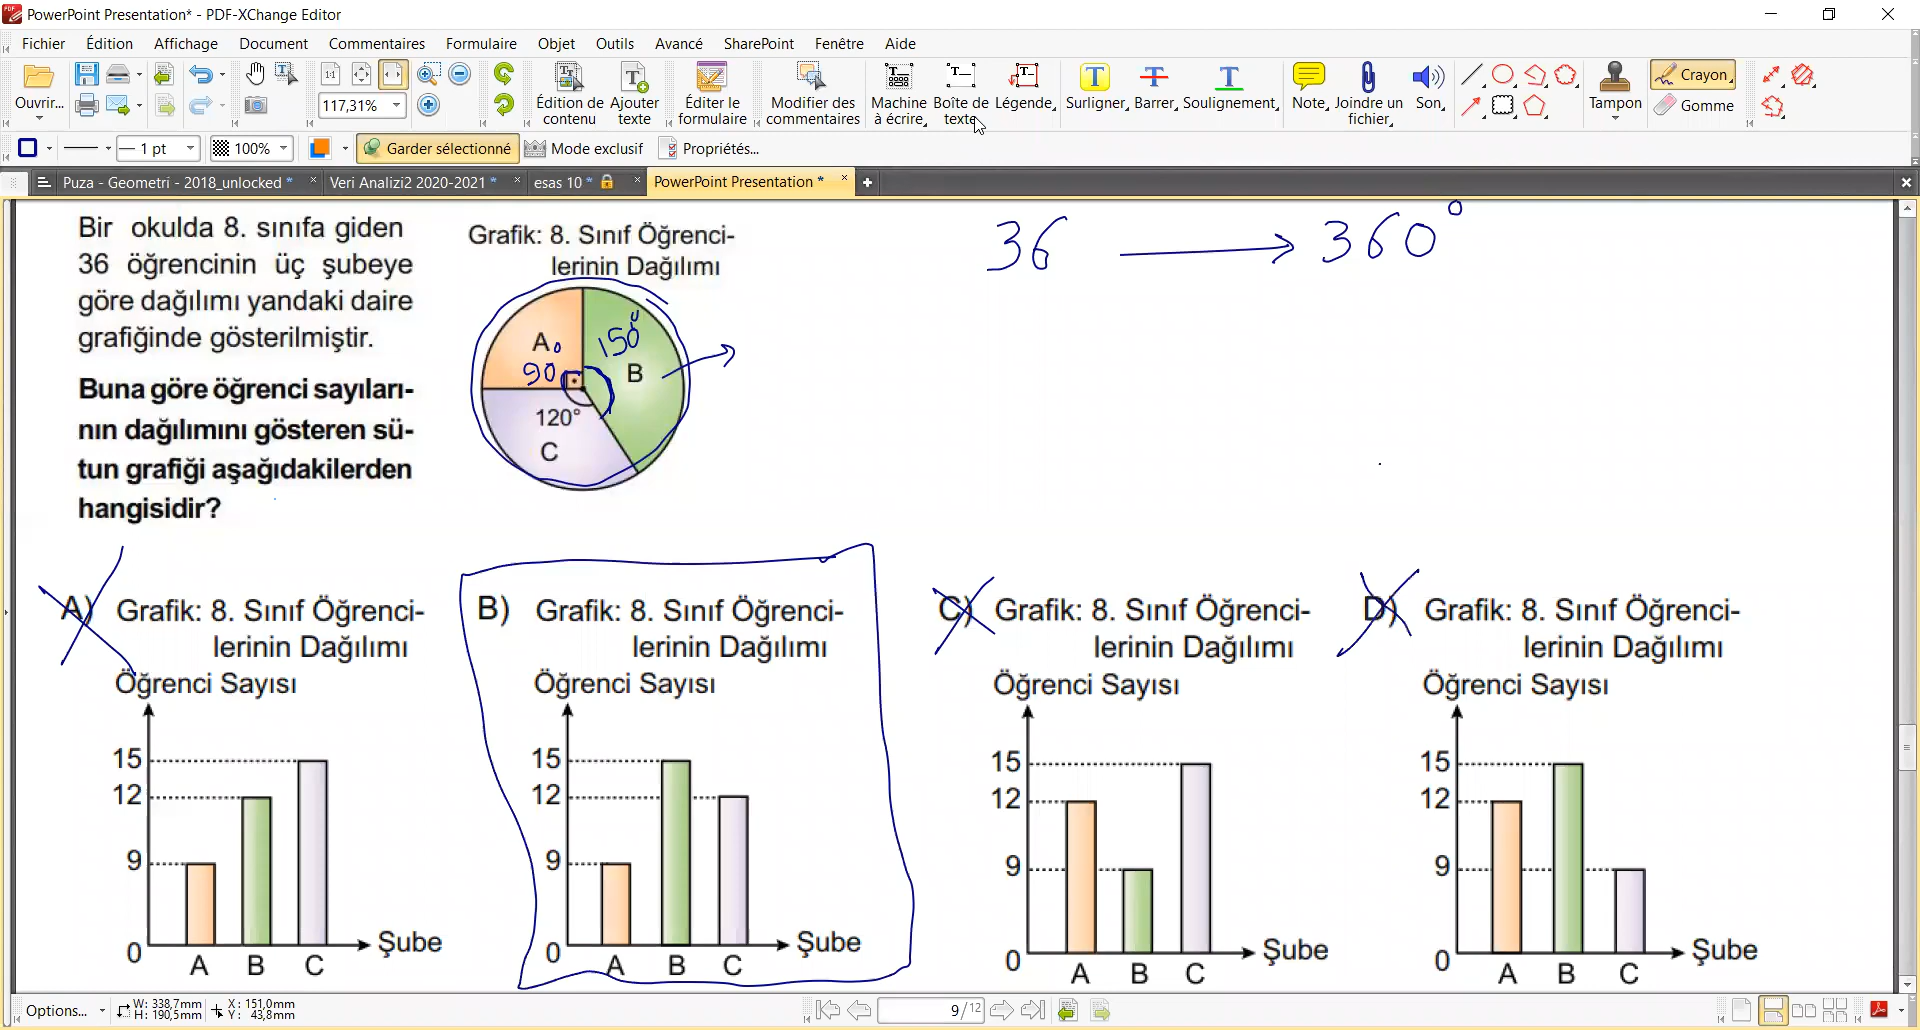 PowerPoint Presentation* - PDF-XChange Editor
Fichier Édition Affichage Document Commentaires Formulaire Objet Outils Avancé SharePoint Fenêtre Aide
Ouvrir... 117,31% Édition de contenu Ajouter texte Éditer le formulaire Modifier des commentaires Machine à écrire Boîte de texte Légende Surligner Barrer Soulignement Note Joindre un fichier Son Tampon Crayon Gomme
1 pt 100% Garder sélectionné Mode exclusif Propriétés...
Puza - Geometri - 2018_unlocked * Veri Analizi2 2020-2021 * esas 10 * PowerPoint Presentation *
Bir okulda 8. sınıfa giden
36 öğrencinin üç şubeye
göre dağılımı yandaki daire
grafiğinde gösterilmiştir.
Buna göre öğrenci sayıları-
nın dağılımını gösteren sü-
tun grafiği aşağıdakilerden
hangisidir?
Grafik: 8. Sınıf Öğrenci-
lerinin Dağılımı
A 150° B
90°
120°
C
36 → 360°
A) Grafik: 8. Sınıf Öğrenci-
lerinin Dağılımı
Öğrenci Sayısı
15
12
9
0
A B C
Şube
B) Grafik: 8. Sınıf Öğrenci-
lerinin Dağılımı
Öğrenci Sayısı
15
12
9
0
A B C
Şube
C) Grafik: 8. Sınıf Öğrenci-
lerinin Dağılımı
Öğrenci Sayısı
15
12
9
0
A B C
Şube
D) Grafik: 8. Sınıf Öğrenci-
lerinin Dağılımı
Öğrenci Sayısı
15
12
9
0
A B C
Şube
Options... W: 338,7mm X: 151,0mm 9/12
H: 190,5mm Y: 43,8mm